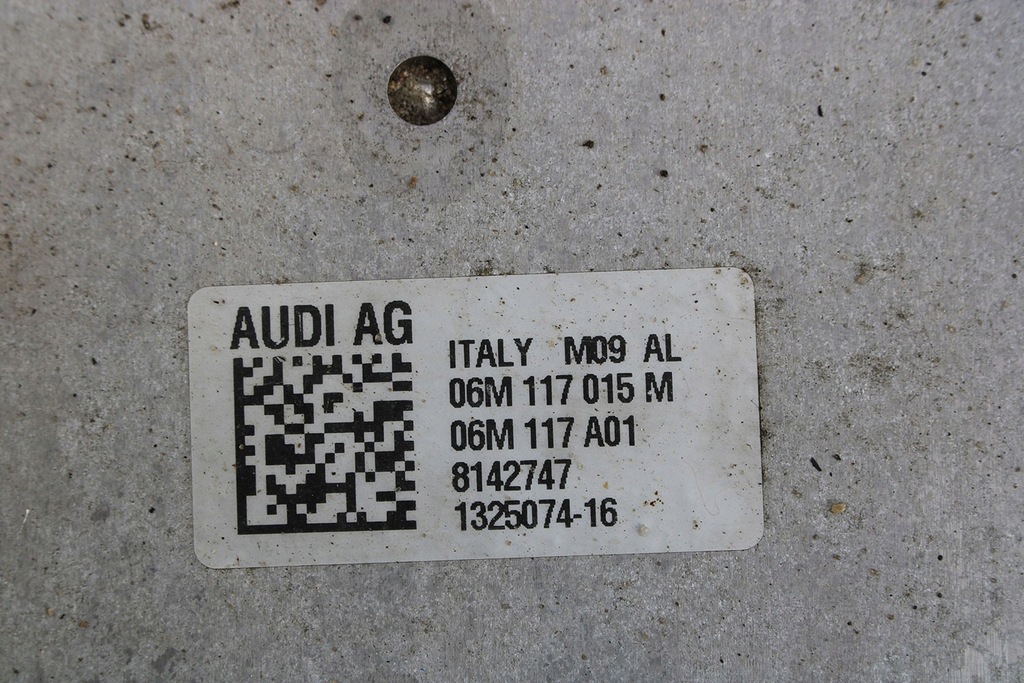 AUDI AG
ITALY M09 AL
06M 117 015 M
06M 117 A01
8142747
1325074-16